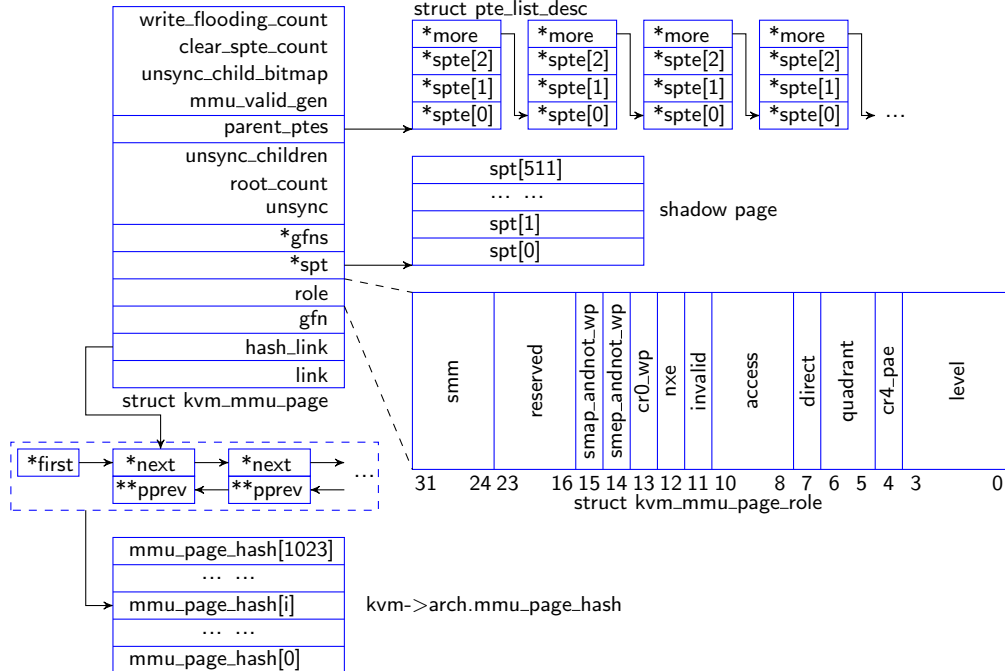 write_flooding_count
clear_spte_count
unsync_child_bitmap
mmu_valid_gen
parent_ptes
unsync_children
root_count
unsync
*gfns
*spt
role
gfn
hash_link
link
struct kvm_mmu_page
struct pte_list_desc
*more *more *more *more
*spte[2] *spte[2] *spte[2] *spte[2]
*spte[1] *spte[1] *spte[1] *spte[1]
*spte[0] *spte[0] *spte[0] *spte[0] ...
spt[511]
... ...
spt[1]
spt[0]
shadow page
smm
reserved
smap_andnot_wp
smep_andnot_wp
cr0_wp
nxe
invalid
access
direct
quadrant
cr4_pae
level
31 24 23 16 15 14 13 12 11 10 8 7 6 5 4 3 0
struct kvm_mmu_page_role
*first *next *next ...
**pprev **pprev
mmu_page_hash[1023]
... ...
mmu_page_hash[i]
... ...
mmu_page_hash[0]
kvm->arch.mmu_page_hash